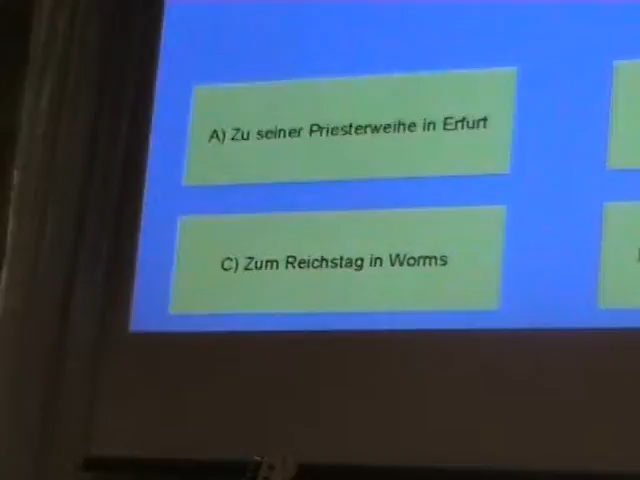 A) Zu seiner Priesterweihe in Erfurt
C) Zum Reichstag in Worms